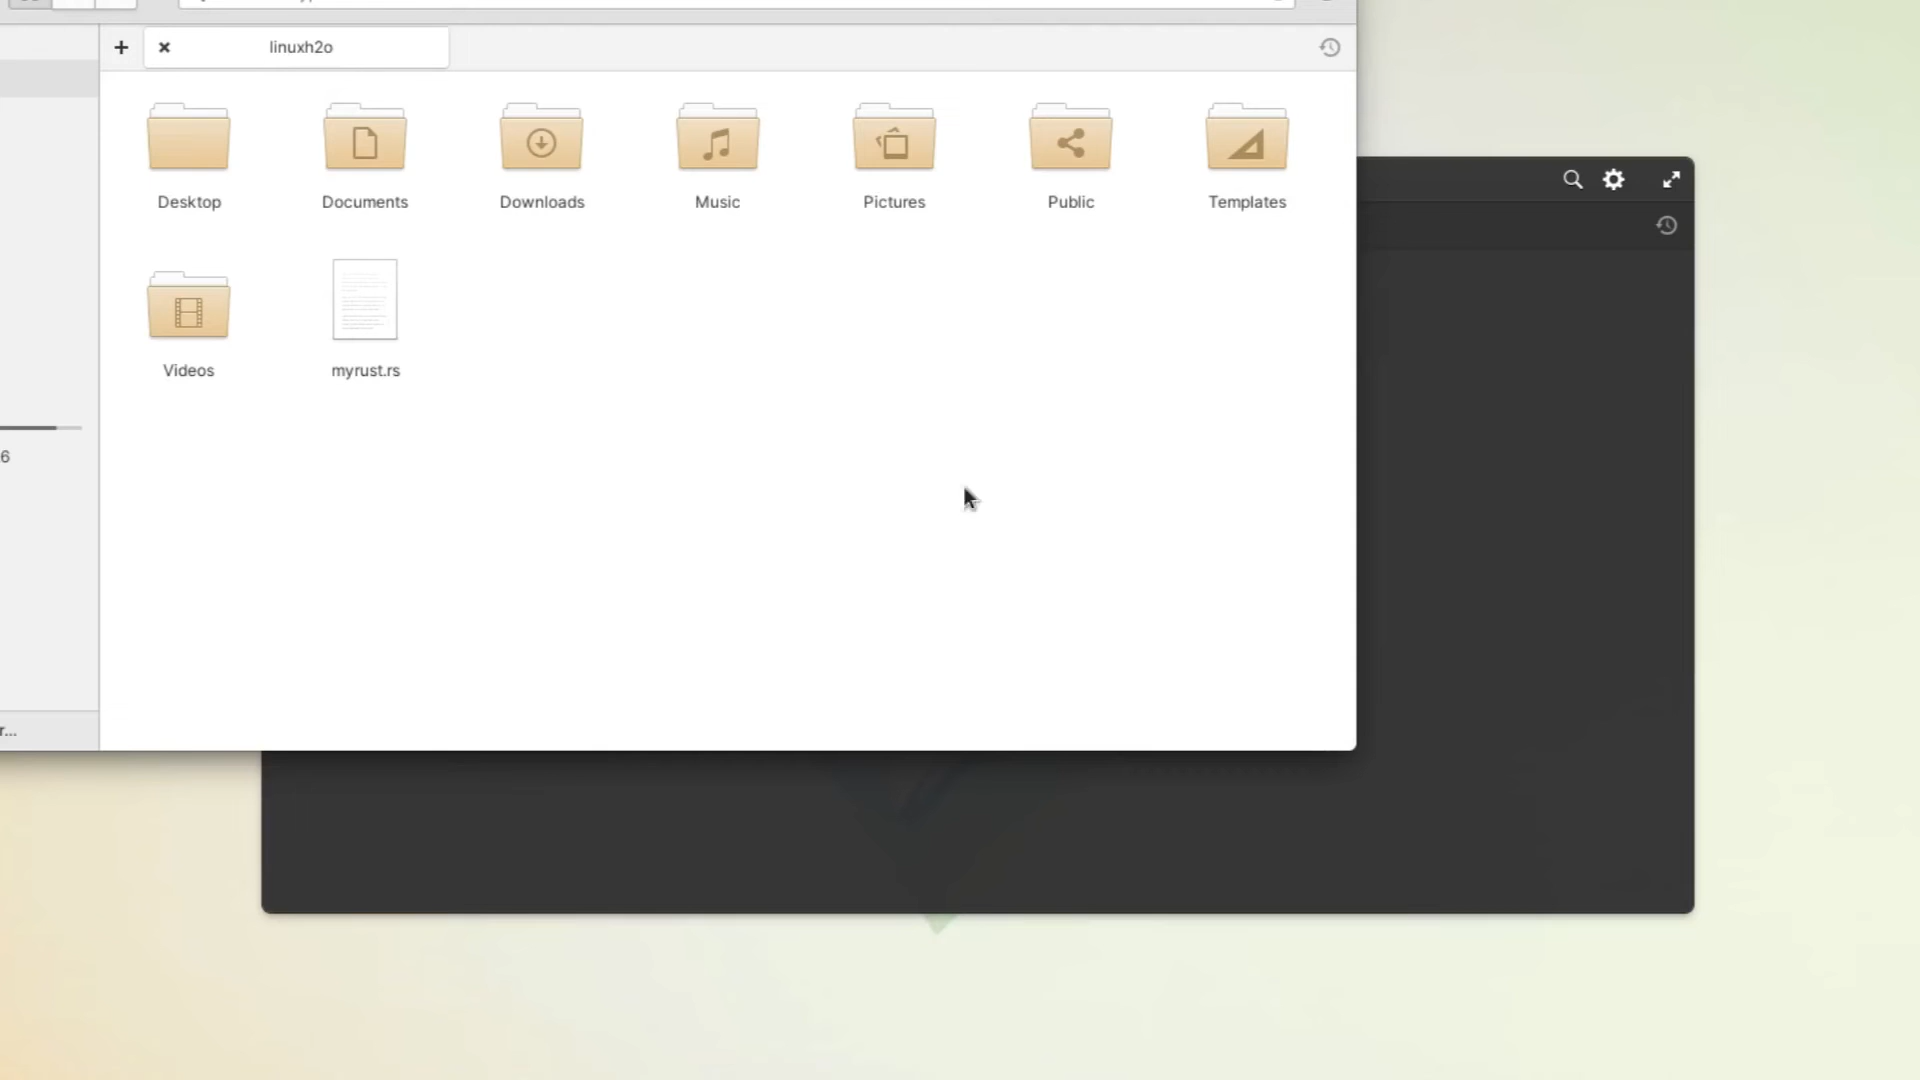 linuxh2o
Desktop Documents Downloads Music Pictures Public Templates
Videos myrust.rs
6
r...